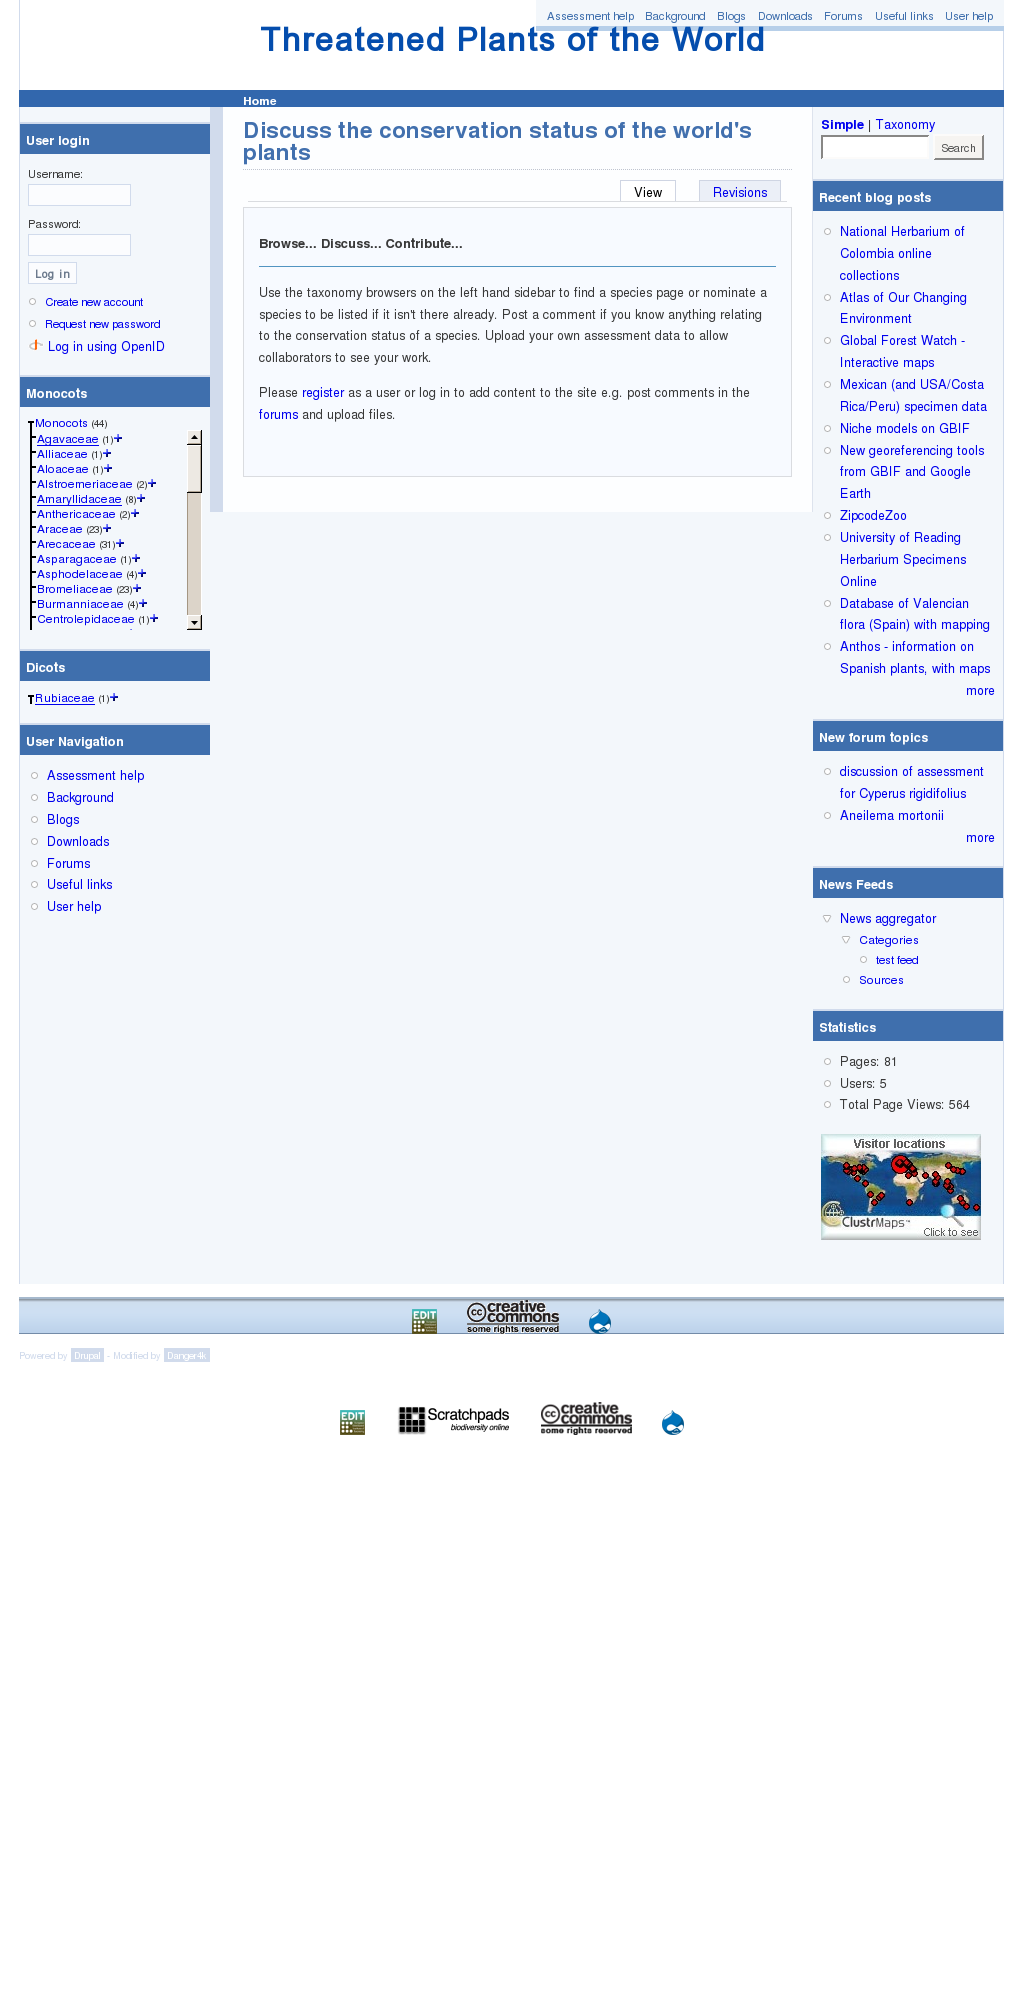 Assessment help Background Blogs Downloads Forums Useful links User help
Threatened Plants of the World
Home
User login
Username:
Password:
Log in
Create new account
Request new password
Log in using OpenID
Monocots
Monocots (44)
Agavaceae (1)
Alliaceae (1)
Aloaceae (1)
Alstroemeriaceae (2)
Amaryllidaceae (8)
Anthericaceae (2)
Araceae (23)
Arecaceae (31)
Asparagaceae (1)
Asphodelaceae (4)
Bromeliaceae (23)
Burmanniaceae (4)
Centrolepidaceae (1)
Dicots
Rubiaceae (1)
User Navigation
Assessment help
Background
Blogs
Downloads
Forums
Useful links
User help
Discuss the conservation status of the world's
plants
View Revisions
Browse... Discuss... Contribute...
Use the taxonomy browsers on the left hand sidebar to find a species page or nominate a
species to be listed if it isn't there already. Post a comment if you know anything relating
to the conservation status of a species. Upload your own assessment data to allow
collaborators to see your work.
Please register as a user or log in to add content to the site e.g. post comments in the
forums and upload files.
Simple | Taxonomy
Search
Recent blog posts
National Herbarium of
Colombia online
collections
Atlas of Our Changing
Environment
Global Forest Watch -
Interactive maps
Mexican (and USA/Costa
Rica/Peru) specimen data
Niche models on GBIF
New georeferencing tools
from GBIF and Google
Earth
ZipcodeZoo
University of Reading
Herbarium Specimens
Online
Database of Valencian
flora (Spain) with mapping
Anthos - information on
Spanish plants, with maps
more
New forum topics
discussion of assessment
for Cyperus rigidifolius
Aneilema mortonii
more
News Feeds
News aggregator
Categories
test feed
Sources
Statistics
Pages: 81
Users: 5
Total Page Views: 564
Visitor locations
ClustrMaps™
Click to see
EDIT
cc creative commons
some rights reserved
Powered by Drupal - Modified by Danger4k
EDIT
Scratchpads
biodiversity online
cc creative commons
some rights reserved